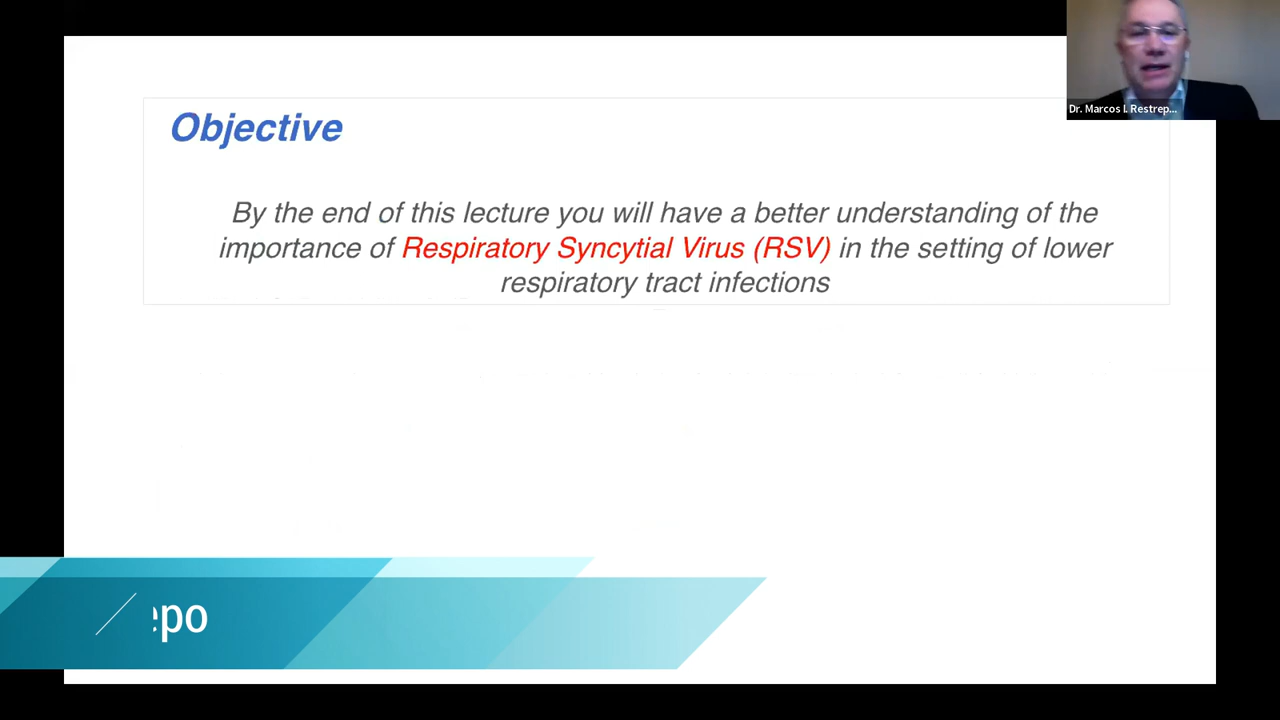 Dr. Marcos I. Restrep...
Objective
By the end of this lecture you will have a better understanding of the
importance of Respiratory Syncytial Virus (RSV) in the setting of lower
respiratory tract infections
epo